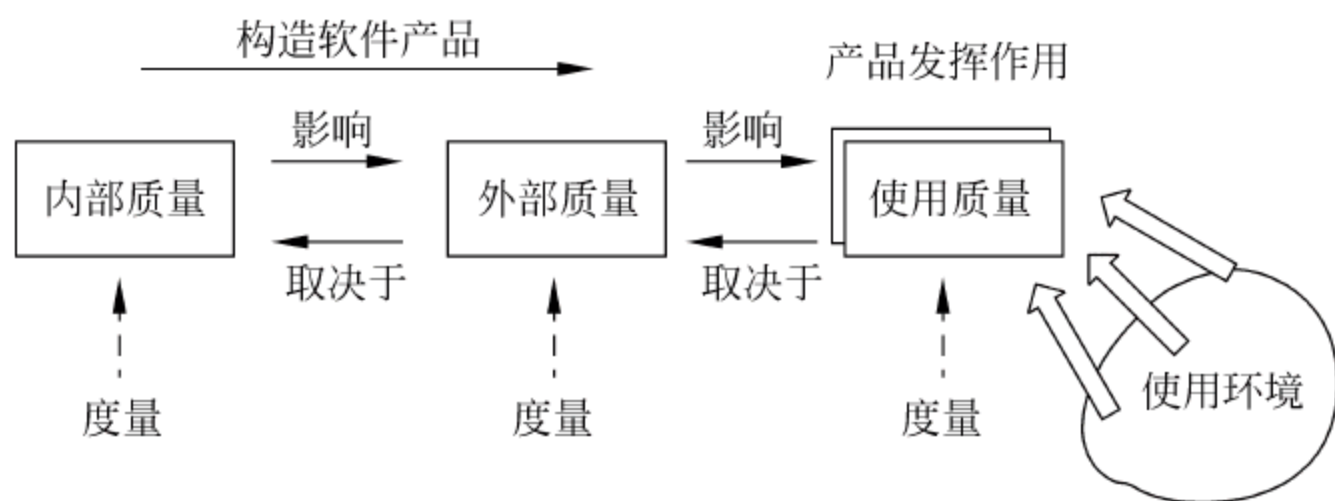 构造软件产品
产品发挥作用
影响
影响
内部质量
外部质量
使用质量
取决于
取决于
使用环境
度量
度量
度量